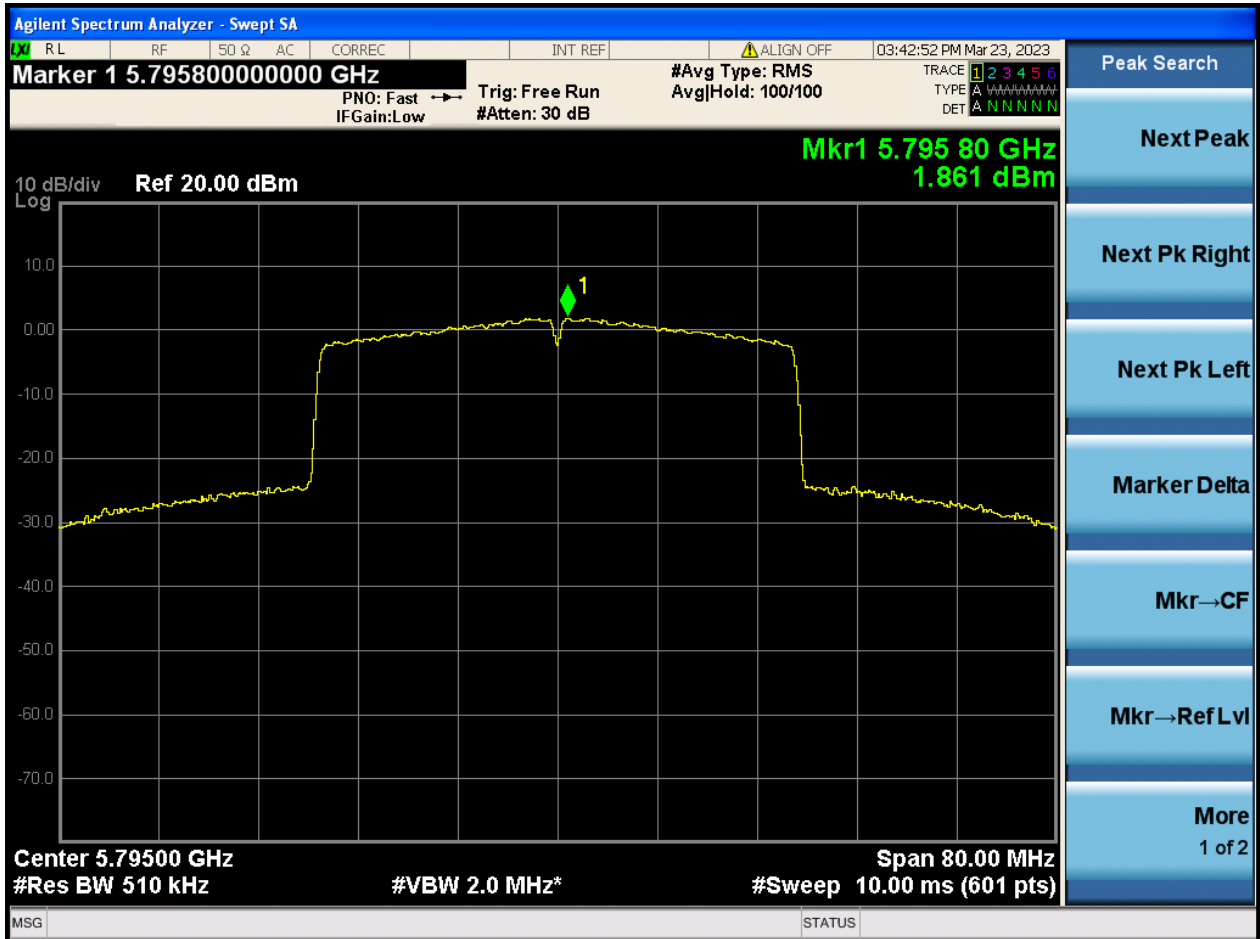 Agilent Spectrum Analyzer - Swept SA
LXI RL RF 50 Ω AC CORREC INT REF ALIGN OFF 03:42:52 PM Mar 23, 2023
Marker 1 5.795800000000 GHz
PNO: Fast
IFGain:Low
Trig: Free Run
#Atten: 30 dB
#Avg Type: RMS
Avg|Hold: 100/100
TRACE 1 2 3 4 5 6
TYPE A WWWWWW
DET A N N N N N
Mkr1 5.795 80 GHz
1.861 dBm
10 dB/div Ref 20.00 dBm
Log
10.0
1
0.00
-10.0
-20.0
-30.0
-40.0
-50.0
-60.0
-70.0
Center 5.79500 GHz Span 80.00 MHz
#Res BW 510 kHz #VBW 2.0 MHz* #Sweep 10.00 ms (601 pts)
MSG STATUS
Peak Search
Next Peak
Next Pk Right
Next Pk Left
Marker Delta
Mkr→CF
Mkr→Ref Lvl
More
1 of 2